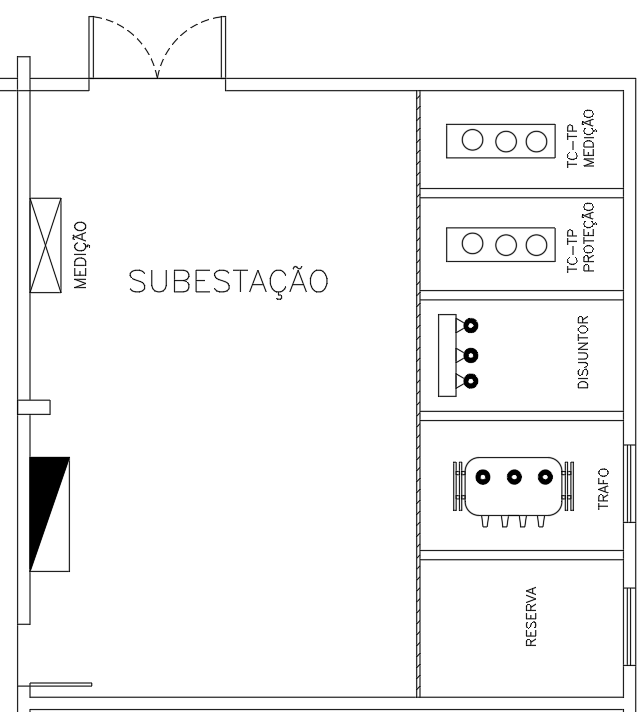 TC-TP
MEDIÇÃO
TC-TP
PROTEÇÃO
MEDIÇÃO
SUBESTAÇÃO
DISJUNTOR
TRAFO
RESERVA